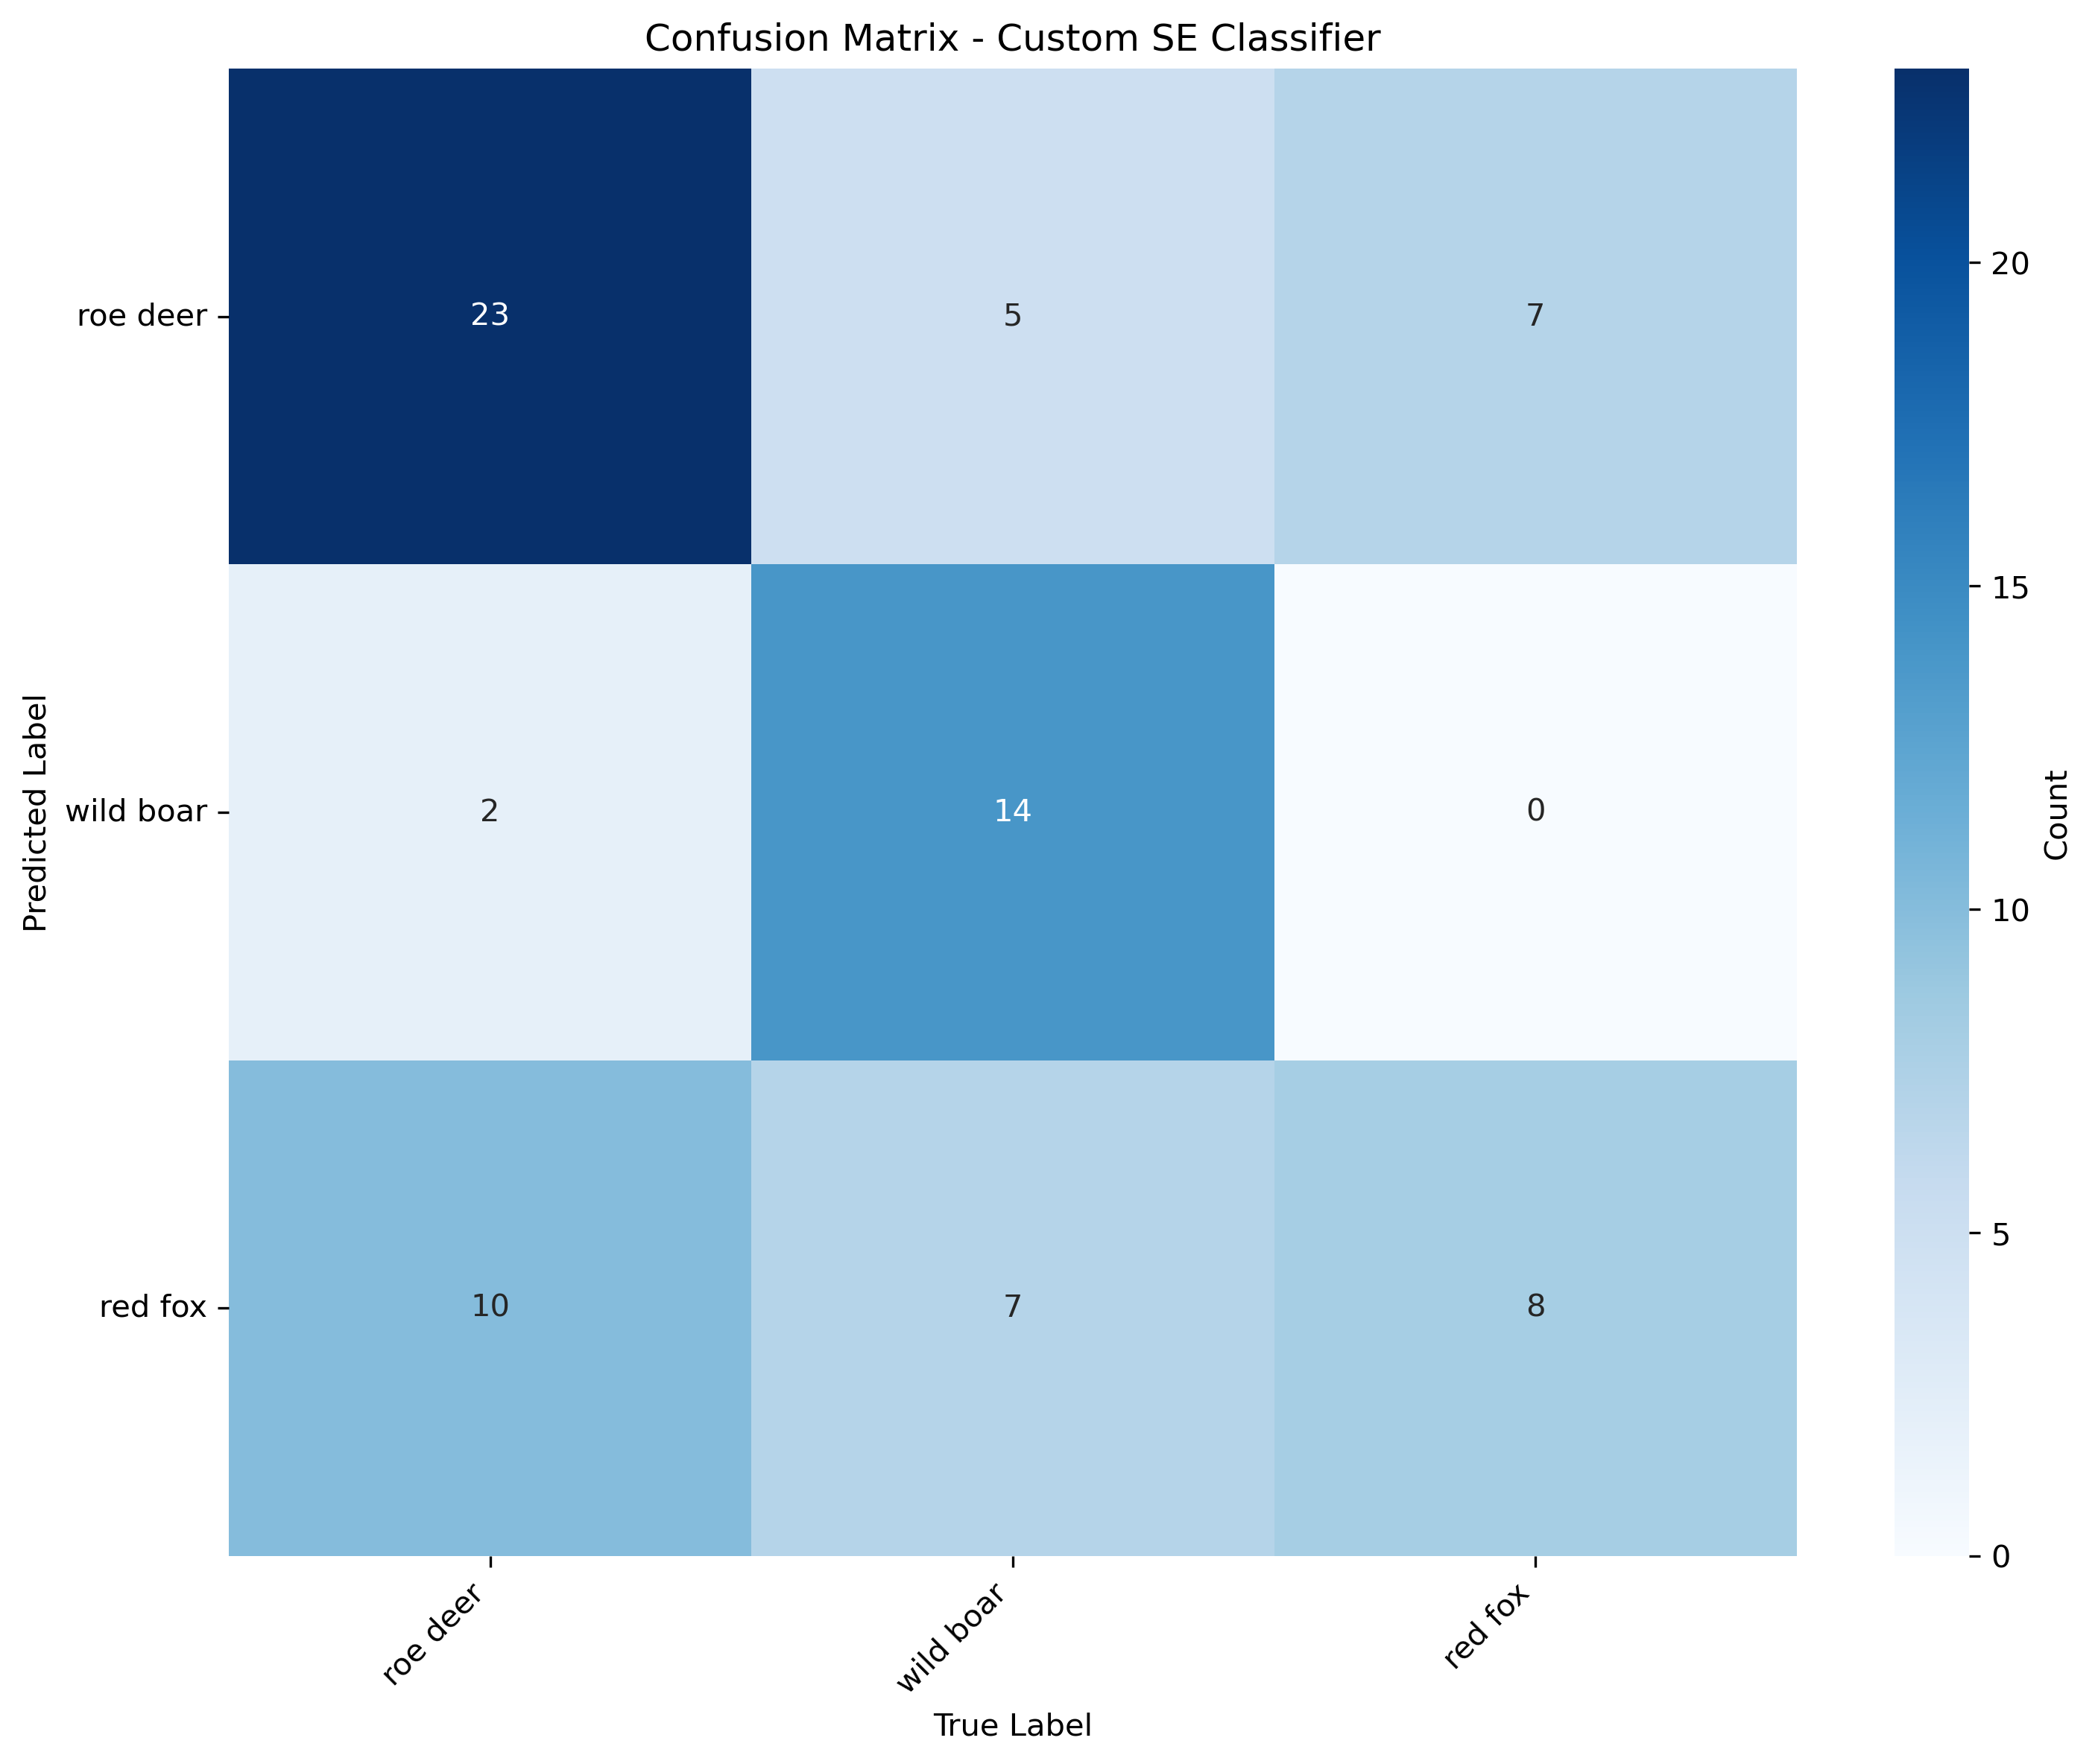 Confusion Matrix - Custom SE Classifier
Predicted Label
roe deer
23
5
7
wild boar
2
14
0
red fox
10
7
8
roe deer
wild boar
red fox
True Label
20
15
10
5
0
Count